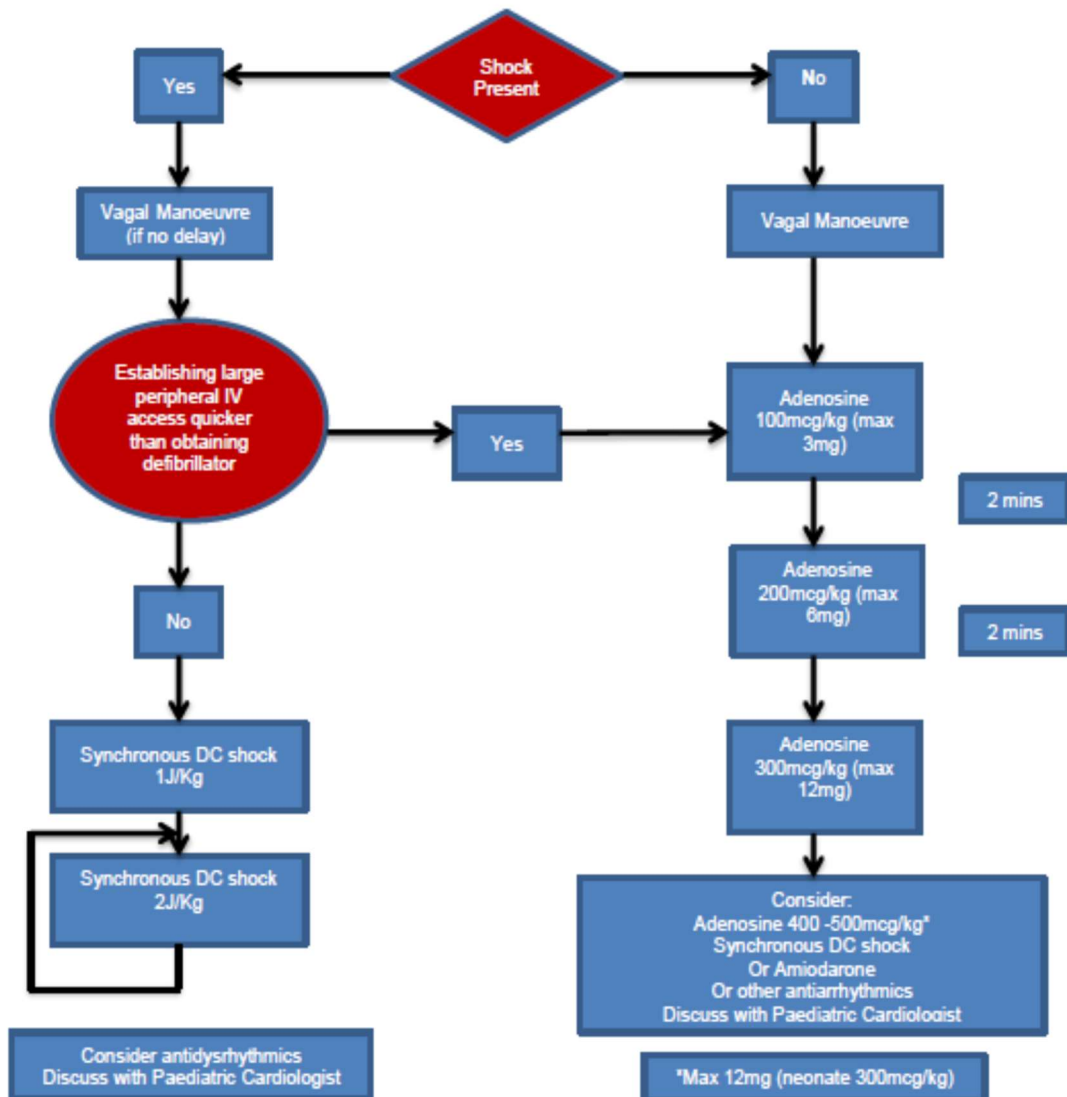 Shock
Present
Yes
No
Vagal Manoeuvre
(if no delay)
Vagal Manoeuvre
Establishing large
peripheral IV
access quicker
than obtaining
defibrillator
Yes
Adenosine
100mcg/kg (max
3mg)
2 mins
Adenosine
200mcg/kg (max
6mg)
2 mins
No
Synchronous DC shock
1J/Kg
Adenosine
300mcg/kg (max
12mg)
Synchronous DC shock
2J/Kg
Consider:
Adenosine 400 -500mcg/kg*
Synchronous DC shock
Or Amiodarone
Or other antiarrhythmics
Discuss with Paediatric Cardiologist
Consider antidysrhythmics
Discuss with Paediatric Cardiologist
*Max 12mg (neonate 300mcg/kg)